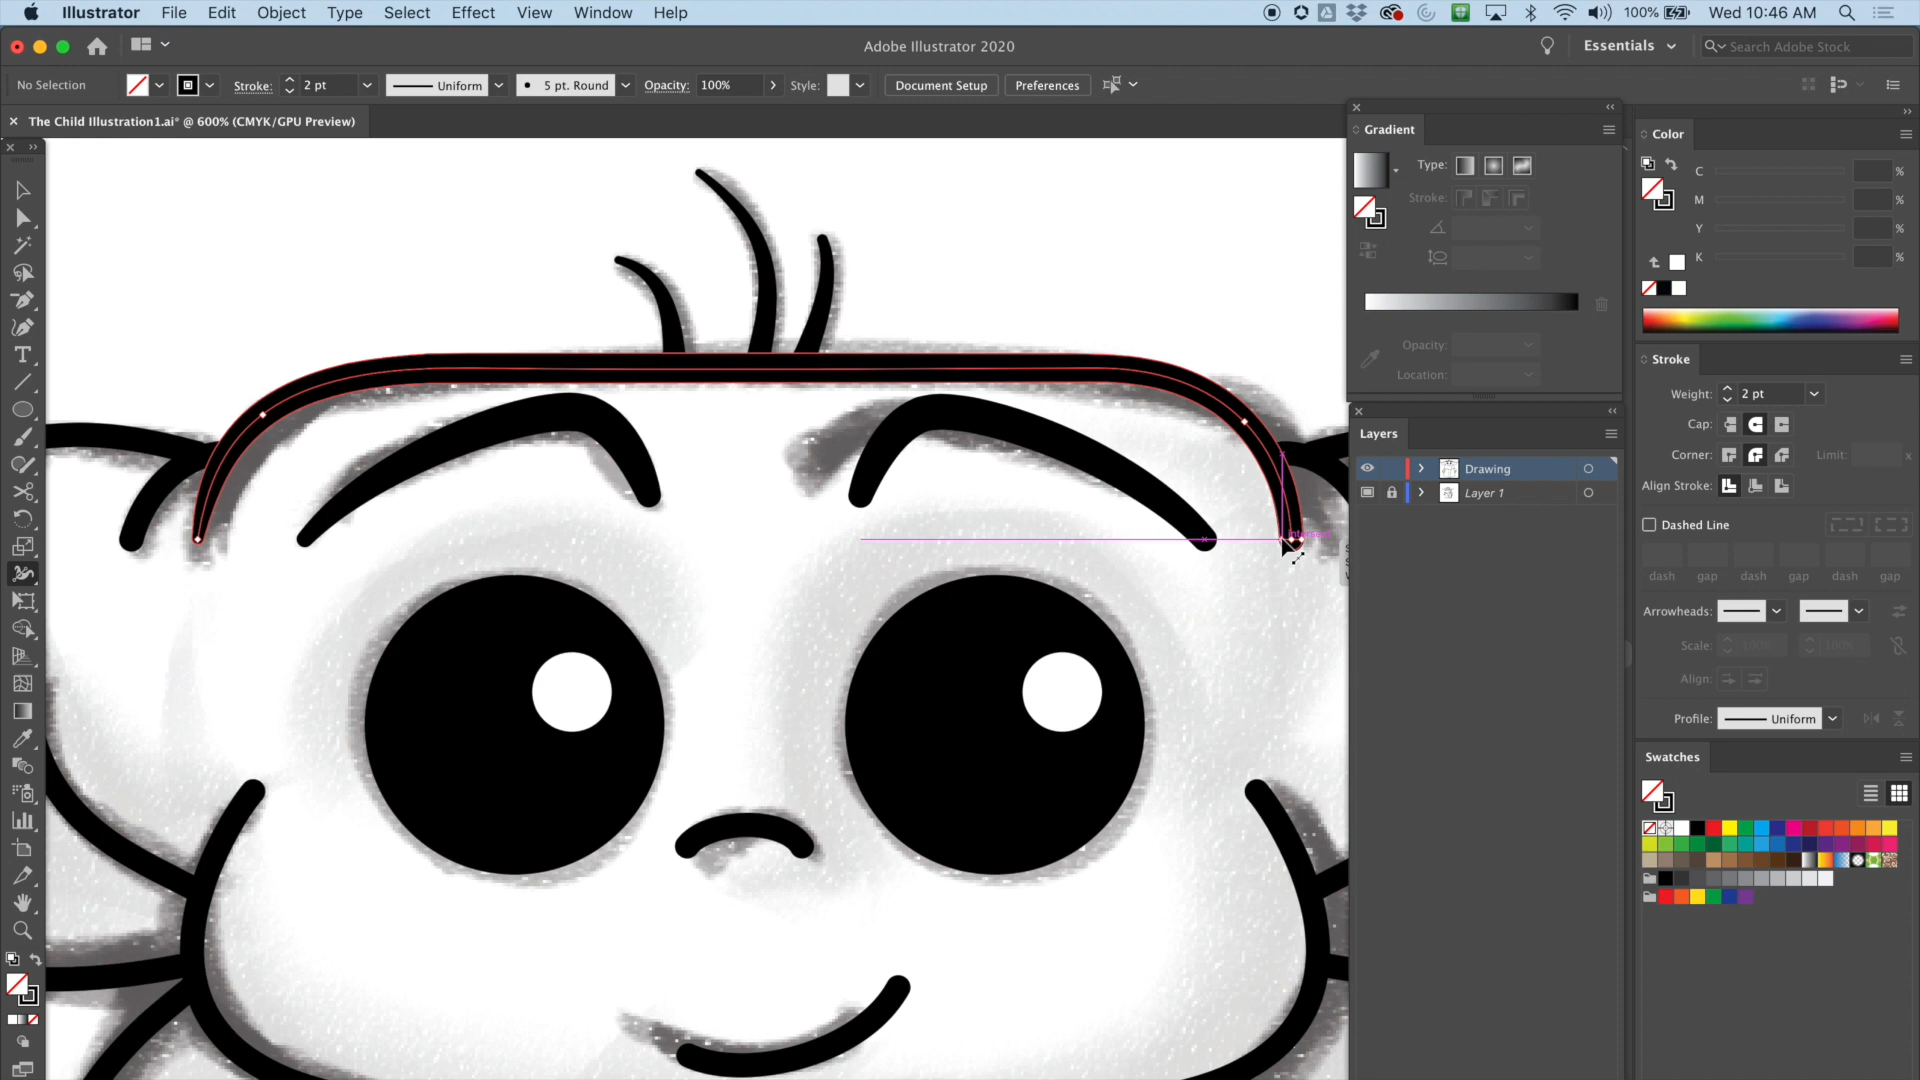 Illustrator File Edit Object Type Select Effect View Window Help 100% Wed 10:46 AM
Adobe Illustrator 2020 Essentials Search Adobe Stock
No Selection Stroke: 2 pt Uniform 5 pt. Round Opacity: 100% Style: Document Setup Preferences
The Child Illustration1.ai* @ 600% (CMYK/GPU Preview)
Gradient
Type:
Stroke:
Opacity:
Location:
Layers
Drawing
Layer 1
Color
C %
M %
Y %
K %
Stroke
Weight: 2 pt
Cap:
Corner: Limit: x
Align Stroke:
Dashed Line
dash gap dash gap dash gap
Arrowheads:
Scale: 100% 100%
Align:
Profile: Uniform
Swatches